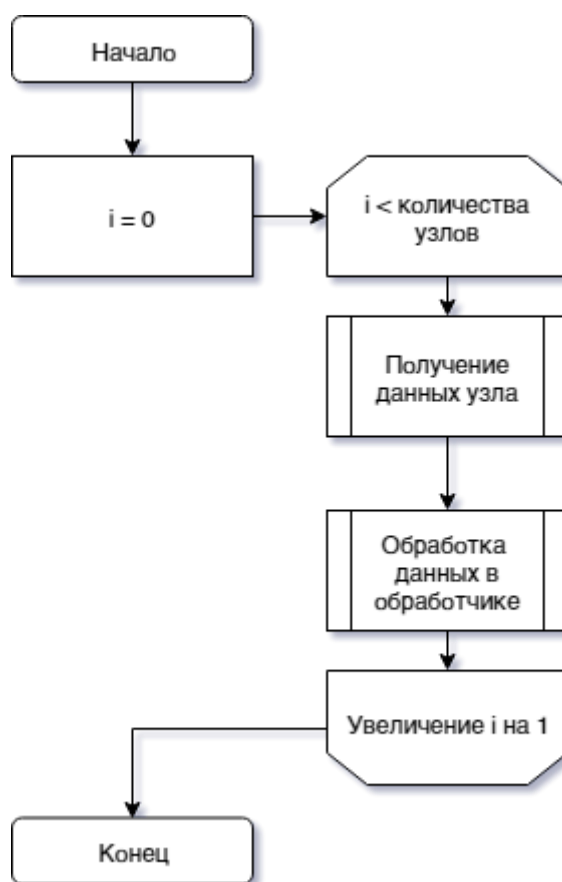 Начало
i = 0
i < количества
узлов
Получение
данных узла
Обработка
данных в
обработчике
Увеличение i на 1
Конец